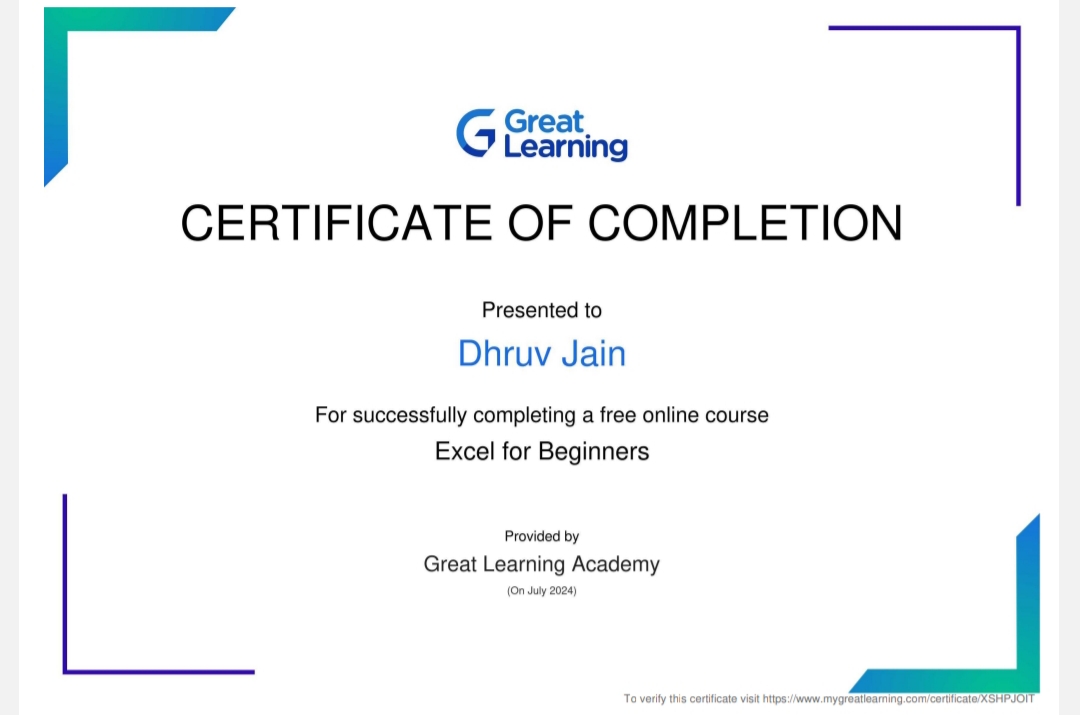 Great
Learning
CERTIFICATE OF COMPLETION
Presented to
Dhruv Jain
For successfully completing a free online course
Excel for Beginners
Provided by
Great Learning Academy
(On July 2024)
To verify this certificate visit https://www.mygreatlearning.com/certificate/XSHPJOIT